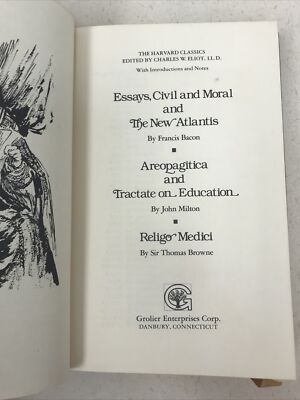 THE HARVARD CLASSICS
EDITED BY CHARLES W. ELIOT, LL.D.
With Introductions and Notes
Essays, Civil and Moral
and
The New Atlantis
By Francis Bacon
Areopagitica
and
Tractate on Education
By John Milton
Religo Medici
By Sir Thomas Browne
G
Grolier Enterprises Corp.
DANBURY, CONNECTICUT